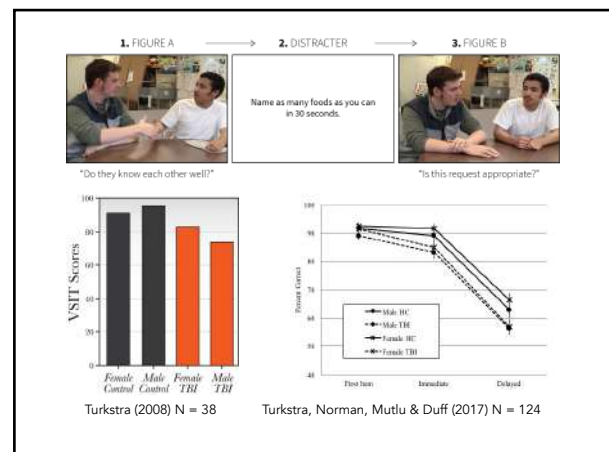 1. FIGURE A
2. DISTRACTER
3. FIGURE B
Name as many foods as you can
in 30 seconds.
"Do they know each other well?"
"Is this request appropriate?"
100
80
60
40
20
0
VSIT Scores
Female Control
Male Control
Female TBI
Male TBI
Turkstra (2008) N = 38
100
90
80
70
60
50
40
Percent Correct
Male HC
Male TBI
Female HC
Female TBI
First Item
Immediate
Delayed
Turkstra, Norman, Mutlu & Duff (2017) N = 124